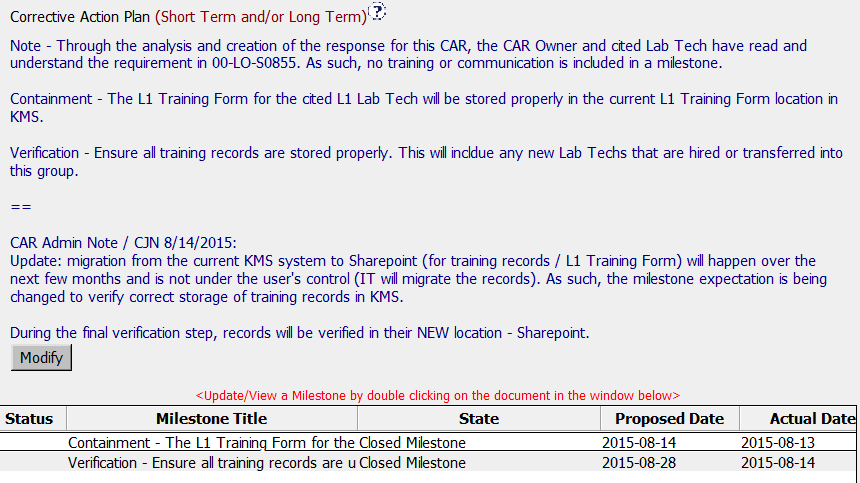 Corrective Action Plan (Short Term and/or Long Term) ?
Note - Through the analysis and creation of the response for this CAR, the CAR Owner and cited Lab Tech have read and
understand the requirement in 00-LO-S0855. As such, no training or communication is included in a milestone.
Containment - The L1 Training Form for the cited L1 Lab Tech will be stored properly in the current L1 Training Form location in
KMS.
Verification - Ensure all training records are stored properly. This will incldue any new Lab Techs that are hired or transferred into
this group.
==
CAR Admin Note / CJN 8/14/2015:
Update: migration from the current KMS system to Sharepoint (for training records / L1 Training Form) will happen over the
next few months and is not under the user's control (IT will migrate the records). As such, the milestone expectation is being
changed to verify correct storage of training records in KMS.
During the final verification step, records will be verified in their NEW location - Sharepoint.
Modify
<Update/View a Milestone by double clicking on the document in the window below>
Status Milestone Title State Proposed Date Actual Date
Containment - The L1 Training Form for the Closed Milestone 2015-08-14 2015-08-13
Verification - Ensure all training records are u Closed Milestone 2015-08-28 2015-08-14